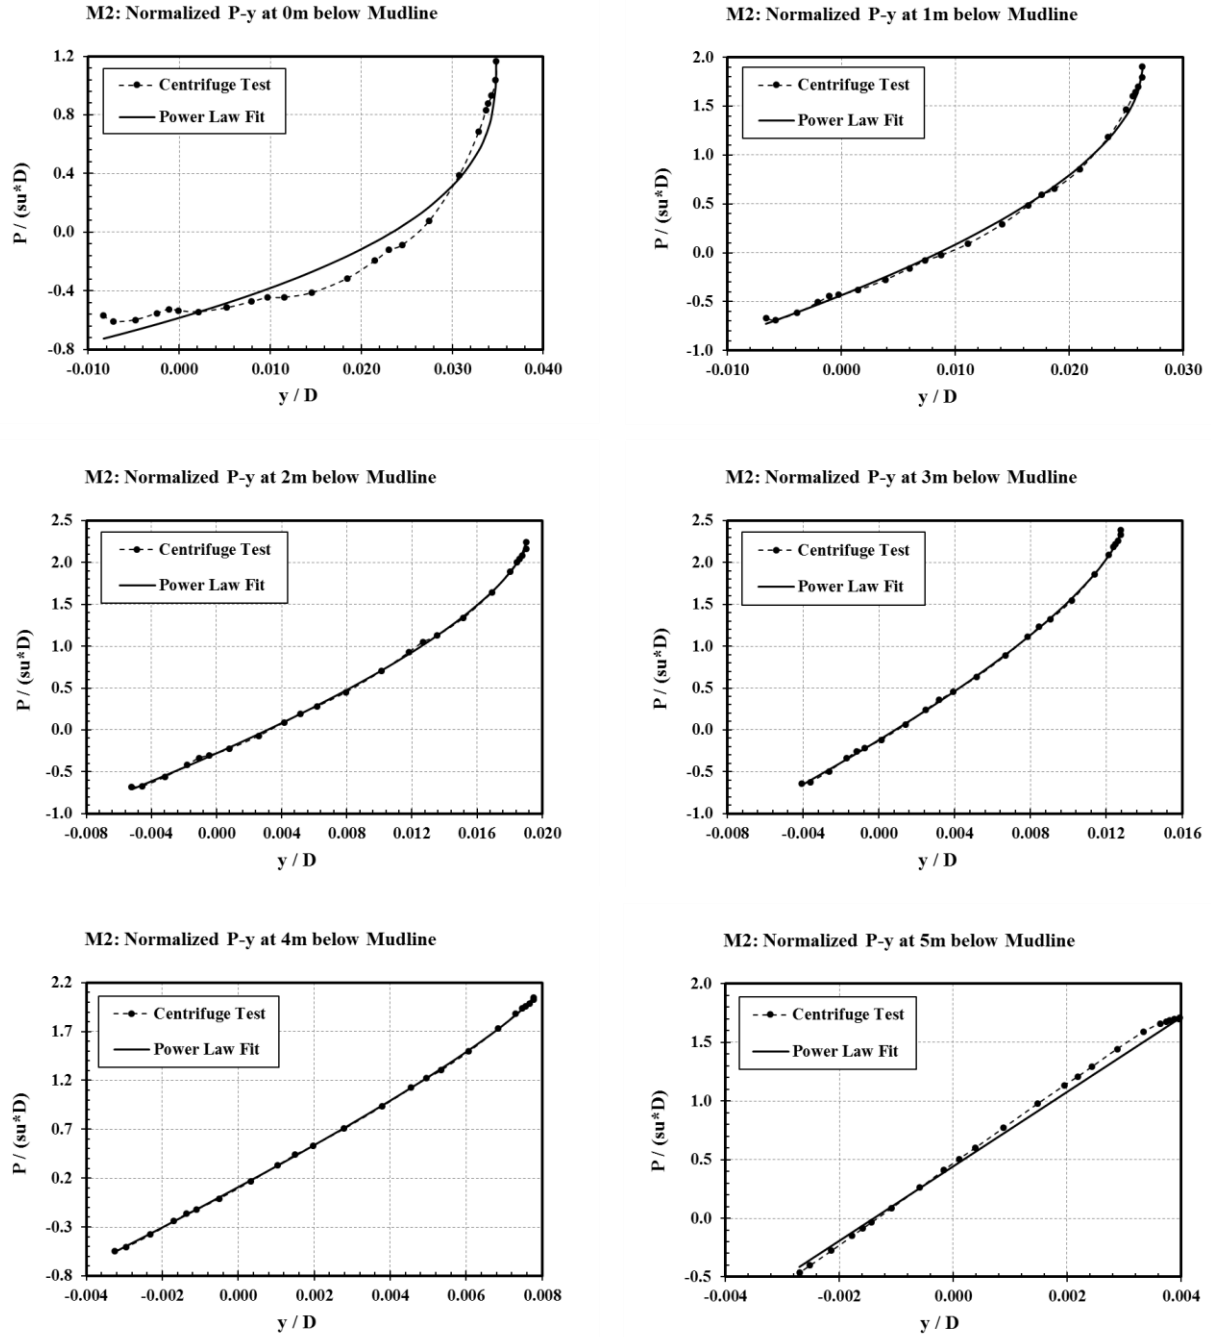 M2: Normalized P-y at 0m below Mudline
1.2
0.8
0.4
0.0
-0.4
-0.8
P / (su*D)
Centrifuge Test
Power Law Fit
-0.010 0.000 0.010 0.020 0.030 0.040
y / D
M2: Normalized P-y at 1m below Mudline
2.0
1.5
1.0
0.5
0.0
-0.5
-1.0
P / (su*D)
Centrifuge Test
Power Law Fit
-0.010 0.000 0.010 0.020 0.030
y / D
M2: Normalized P-y at 2m below Mudline
2.5
2.0
1.5
1.0
0.5
0.0
-0.5
-1.0
P / (su*D)
Centrifuge Test
Power Law Fit
-0.008 -0.004 0.000 0.004 0.008 0.012 0.016 0.020
y / D
M2: Normalized P-y at 3m below Mudline
2.5
2.0
1.5
1.0
0.5
0.0
-0.5
-1.0
P / (su*D)
Centrifuge Test
Power Law Fit
-0.008 -0.004 0.000 0.004 0.008 0.012 0.016
y / D
M2: Normalized P-y at 4m below Mudline
2.2
1.7
1.2
0.7
0.2
-0.3
-0.8
P / (su*D)
Centrifuge Test
Power Law Fit
-0.004 -0.002 0.000 0.002 0.004 0.006 0.008
y / D
M2: Normalized P-y at 5m below Mudline
2.0
1.5
1.0
0.5
0.0
-0.5
P / (su*D)
Centrifuge Test
Power Law Fit
-0.004 -0.002 0.000 0.002 0.004
y / D